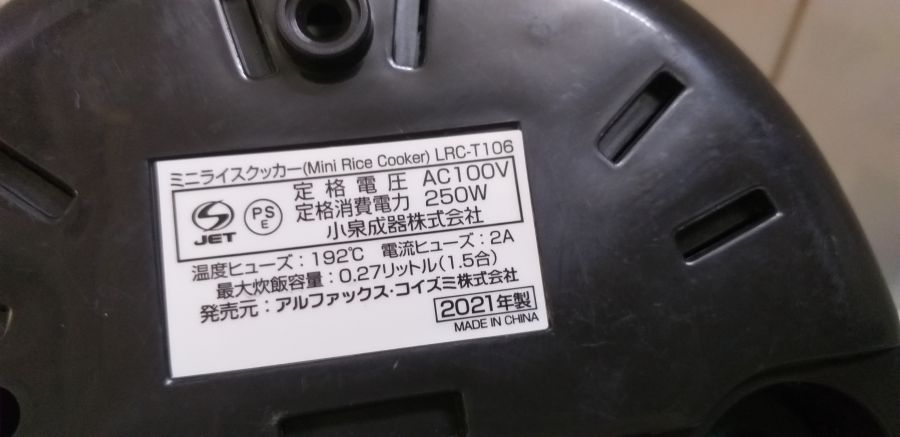 ミニライスクッカー(Mini Rice Cooker) LRC-T106
定格電圧 AC100V
定格消費電力 250W
小泉成器株式会社
JET
PS
E
温度ヒューズ：192℃ 電流ヒューズ：2A
最大炊飯容量：0.27リットル(1.5合)
発売元：アルファックス・コイズミ株式会社
2021年製
MADE IN CHINA